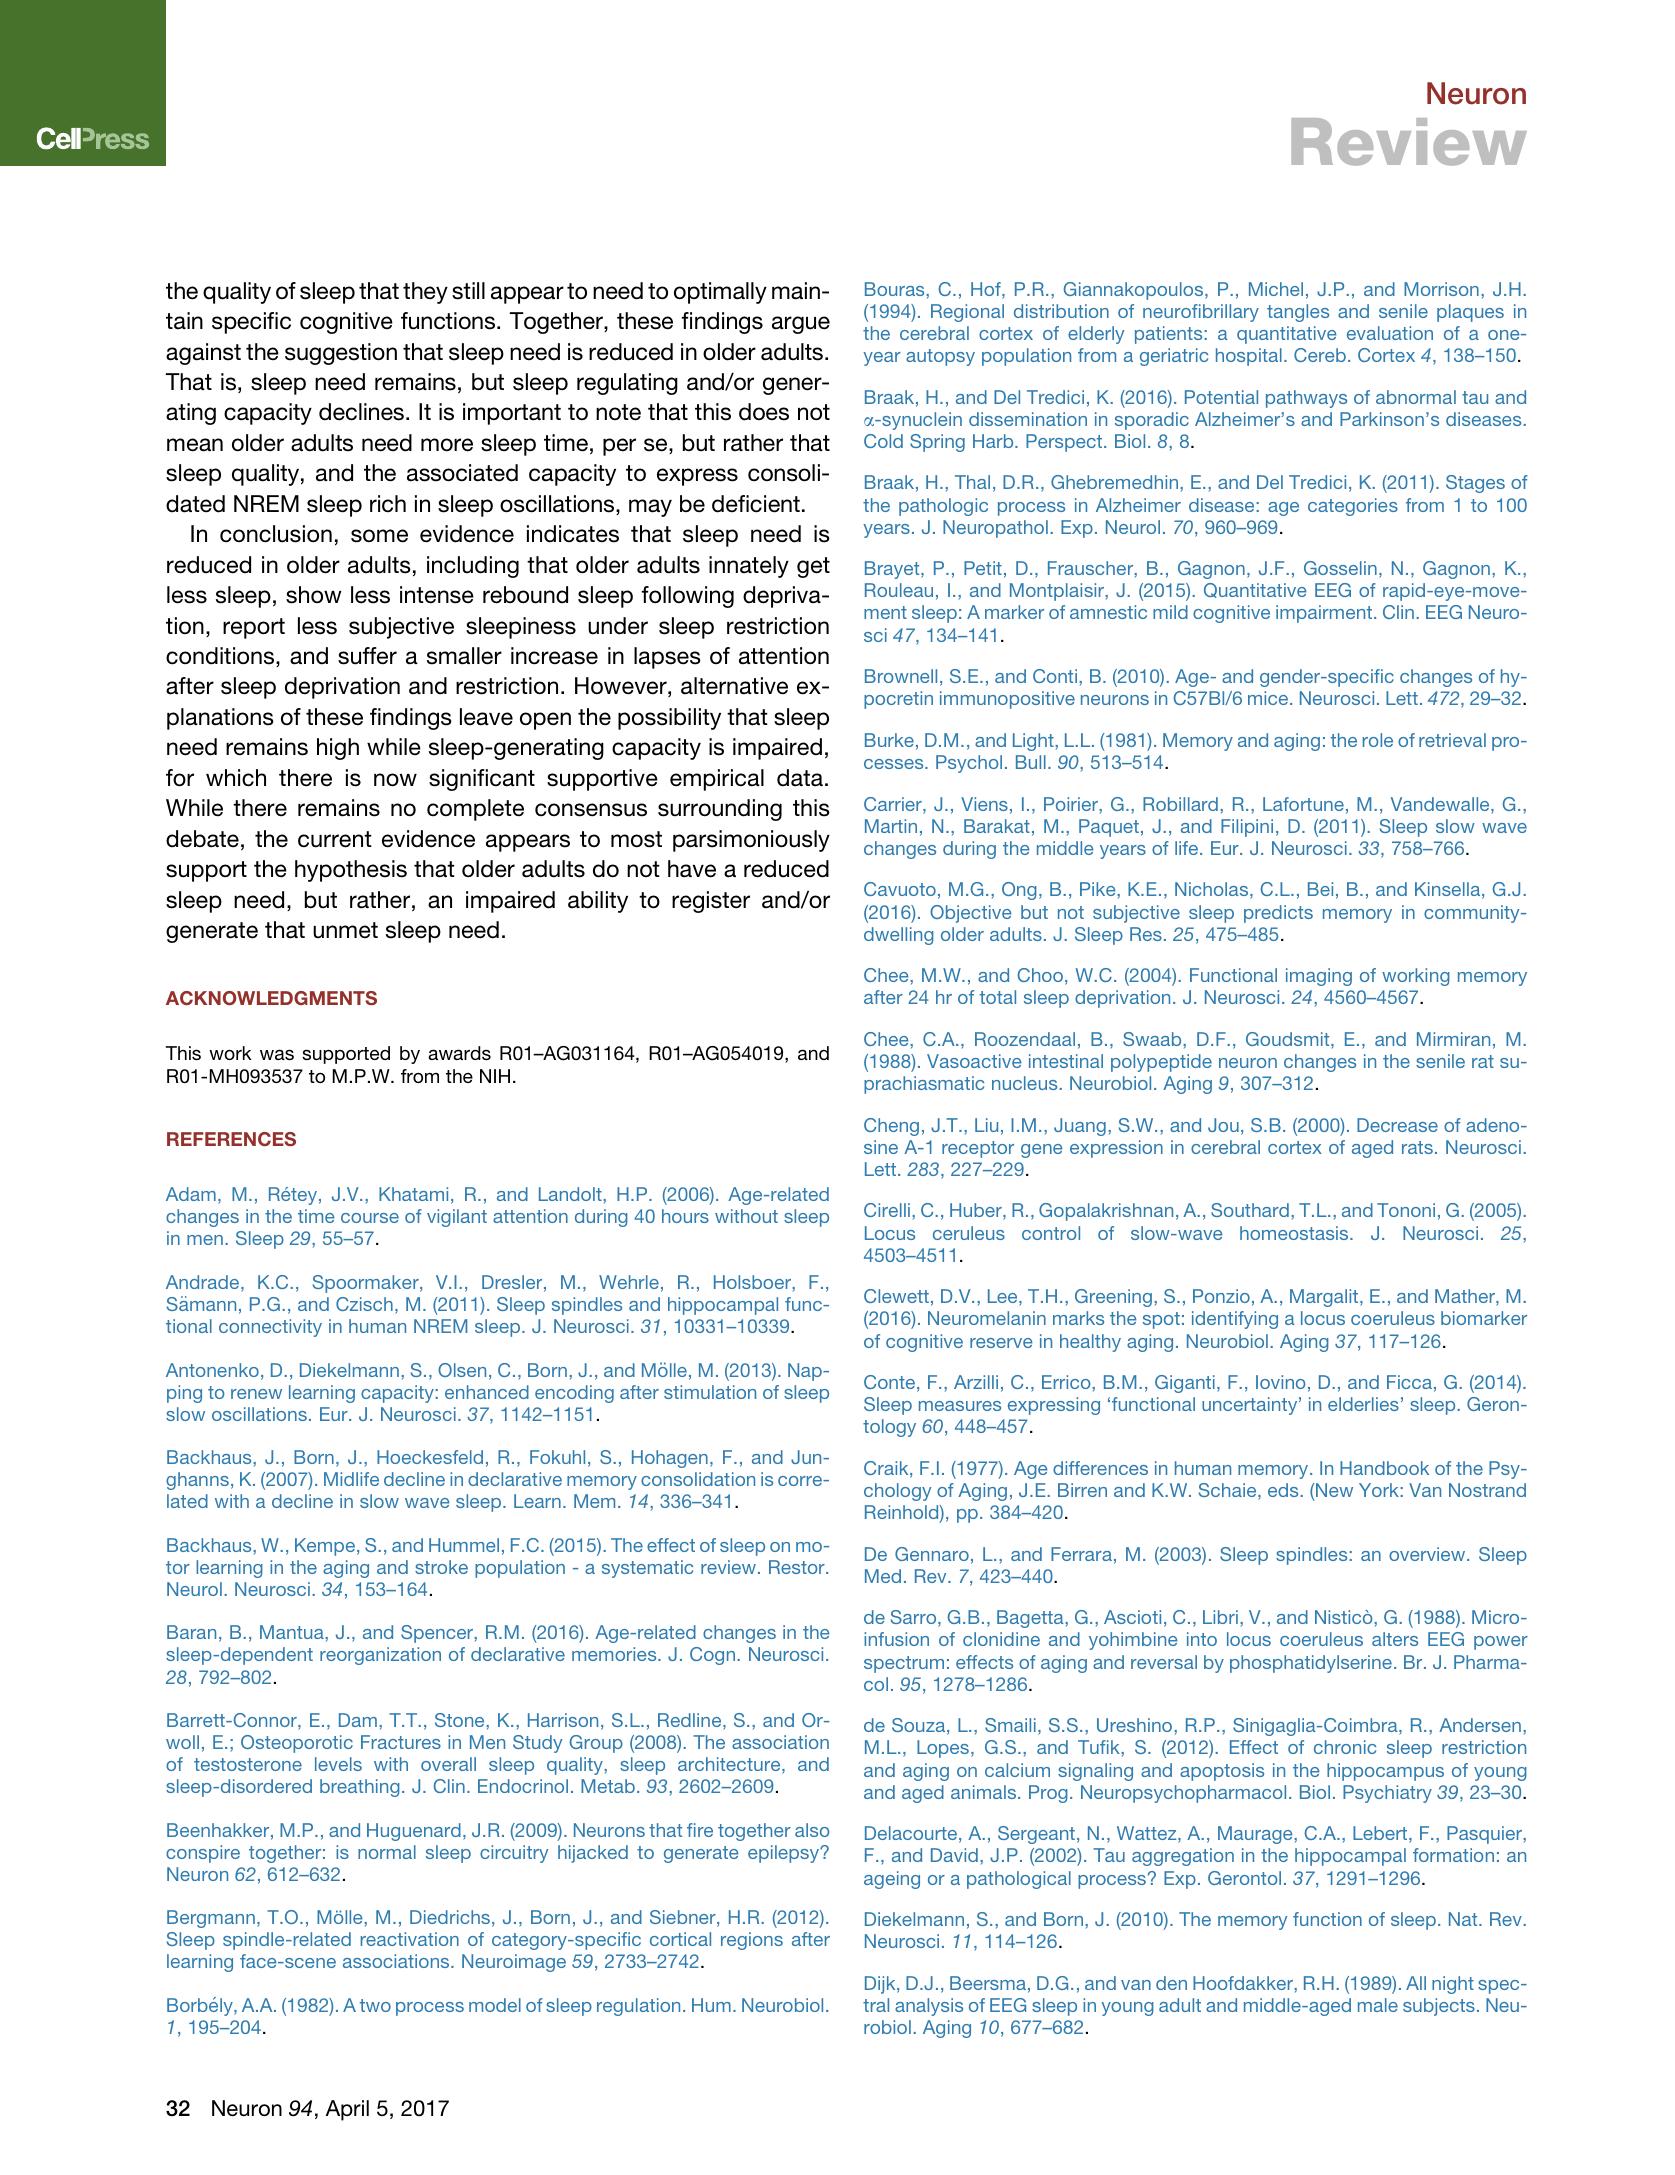 CellPress
Neuron
Review
the quality of sleep that they still appear to need to optimally main-
tain specific cognitive functions. Together, these findings argue
against the suggestion that sleep need is reduced in older adults.
That is, sleep need remains, but sleep regulating and/or gener-
ating capacity declines. It is important to note that this does not
mean older adults need more sleep time, per se, but rather that
sleep quality, and the associated capacity to express consoli-
dated NREM sleep rich in sleep oscillations, may be deficient.
In conclusion, some evidence indicates that sleep need is
reduced in older adults, including that older adults innately get
less sleep, show less intense rebound sleep following depriva-
tion, report less subjective sleepiness under sleep restriction
conditions, and suffer a smaller increase in lapses of attention
after sleep deprivation and restriction. However, alternative ex-
planations of these findings leave open the possibility that sleep
need remains high while sleep-generating capacity is impaired,
for which there is now significant supportive empirical data.
While there remains no complete consensus surrounding this
debate, the current evidence appears to most parsimoniously
support the hypothesis that older adults do not have a reduced
sleep need, but rather, an impaired ability to register and/or
generate that unmet sleep need.
ACKNOWLEDGMENTS
This work was supported by awards R01–AG031164, R01–AG054019, and
R01-MH093537 to M.P.W. from the NIH.
REFERENCES
Adam, M., Rétey, J.V., Khatami, R., and Landolt, H.P. (2006). Age-related
changes in the time course of vigilant attention during 40 hours without sleep
in men. Sleep 29, 55–57.
Andrade, K.C., Spoormaker, V.I., Dresler, M., Wehrle, R., Holsboer, F.,
Sämann, P.G., and Czisch, M. (2011). Sleep spindles and hippocampal func-
tional connectivity in human NREM sleep. J. Neurosci. 31, 10331–10339.
Antonenko, D., Diekelmann, S., Olsen, C., Born, J., and Mölle, M. (2013). Nap-
ping to renew learning capacity: enhanced encoding after stimulation of sleep
slow oscillations. Eur. J. Neurosci. 37, 1142–1151.
Backhaus, J., Born, J., Hoeckesfeld, R., Fokuhl, S., Hohagen, F., and Jun-
ghanns, K. (2007). Midlife decline in declarative memory consolidation is corre-
lated with a decline in slow wave sleep. Learn. Mem. 14, 336–341.
Backhaus, W., Kempe, S., and Hummel, F.C. (2015). The effect of sleep on mo-
tor learning in the aging and stroke population - a systematic review. Restor.
Neurol. Neurosci. 34, 153–164.
Baran, B., Mantua, J., and Spencer, R.M. (2016). Age-related changes in the
sleep-dependent reorganization of declarative memories. J. Cogn. Neurosci.
28, 792–802.
Barrett-Connor, E., Dam, T.T., Stone, K., Harrison, S.L., Redline, S., and Or-
woll, E.; Osteoporotic Fractures in Men Study Group (2008). The association
of testosterone levels with overall sleep quality, sleep architecture, and
sleep-disordered breathing. J. Clin. Endocrinol. Metab. 93, 2602–2609.
Beenhakker, M.P., and Huguenard, J.R. (2009). Neurons that fire together also
conspire together: is normal sleep circuitry hijacked to generate epilepsy?
Neuron 62, 612–632.
Bergmann, T.O., Mölle, M., Diedrichs, J., Born, J., and Siebner, H.R. (2012).
Sleep spindle-related reactivation of category-specific cortical regions after
learning face-scene associations. Neuroimage 59, 2733–2742.
Borbély, A.A. (1982). A two process model of sleep regulation. Hum. Neurobiol.
1, 195–204.
Bouras, C., Hof, P.R., Giannakopoulos, P., Michel, J.P., and Morrison, J.H.
(1994). Regional distribution of neurofibrillary tangles and senile plaques in
the cerebral cortex of elderly patients: a quantitative evaluation of a one-
year autopsy population from a geriatric hospital. Cereb. Cortex 4, 138–150.
Braak, H., and Del Tredici, K. (2016). Potential pathways of abnormal tau and
α-synuclein dissemination in sporadic Alzheimer's and Parkinson's diseases.
Cold Spring Harb. Perspect. Biol. 8, 8.
Braak, H., Thal, D.R., Ghebremedhin, E., and Del Tredici, K. (2011). Stages of
the pathologic process in Alzheimer disease: age categories from 1 to 100
years. J. Neuropathol. Exp. Neurol. 70, 960–969.
Brayet, P., Petit, D., Frauscher, B., Gagnon, J.F., Gosselin, N., Gagnon, K.,
Rouleau, I., and Montplaisir, J. (2015). Quantitative EEG of rapid-eye-move-
ment sleep: A marker of amnestic mild cognitive impairment. Clin. EEG Neuro-
sci 47, 134–141.
Brownell, S.E., and Conti, B. (2010). Age- and gender-specific changes of hy-
pocretin immunopositive neurons in C57Bl/6 mice. Neurosci. Lett. 472, 29–32.
Burke, D.M., and Light, L.L. (1981). Memory and aging: the role of retrieval pro-
cesses. Psychol. Bull. 90, 513–514.
Carrier, J., Viens, I., Poirier, G., Robillard, R., Lafortune, M., Vandewalle, G.,
Martin, N., Barakat, M., Paquet, J., and Filipini, D. (2011). Sleep slow wave
changes during the middle years of life. Eur. J. Neurosci. 33, 758–766.
Cavuoto, M.G., Ong, B., Pike, K.E., Nicholas, C.L., Bei, B., and Kinsella, G.J.
(2016). Objective but not subjective sleep predicts memory in community-
dwelling older adults. J. Sleep Res. 25, 475–485.
Chee, M.W., and Choo, W.C. (2004). Functional imaging of working memory
after 24 hr of total sleep deprivation. J. Neurosci. 24, 4560–4567.
Chee, C.A., Roozendaal, B., Swaab, D.F., Goudsmit, E., and Mirmiran, M.
(1988). Vasoactive intestinal polypeptide neuron changes in the senile rat su-
prachiasmatic nucleus. Neurobiol. Aging 9, 307–312.
Cheng, J.T., Liu, I.M., Juang, S.W., and Jou, S.B. (2000). Decrease of adeno-
sine A-1 receptor gene expression in cerebral cortex of aged rats. Neurosci.
Lett. 283, 227–229.
Cirelli, C., Huber, R., Gopalakrishnan, A., Southard, T.L., and Tononi, G. (2005).
Locus ceruleus control of slow-wave homeostasis. J. Neurosci. 25,
4503–4511.
Clewett, D.V., Lee, T.H., Greening, S., Ponzio, A., Margalit, E., and Mather, M.
(2016). Neuromelanin marks the spot: identifying a locus coeruleus biomarker
of cognitive reserve in healthy aging. Neurobiol. Aging 37, 117–126.
Conte, F., Arzilli, C., Errico, B.M., Giganti, F., Iovino, D., and Ficca, G. (2014).
Sleep measures expressing 'functional uncertainty' in elderlies' sleep. Geron-
tology 60, 448–457.
Craik, F.I. (1977). Age differences in human memory. In Handbook of the Psy-
chology of Aging, J.E. Birren and K.W. Schaie, eds. (New York: Van Nostrand
Reinhold), pp. 384–420.
De Gennaro, L., and Ferrara, M. (2003). Sleep spindles: an overview. Sleep
Med. Rev. 7, 423–440.
de Sarro, G.B., Bagetta, G., Ascioti, C., Libri, V., and Nisticò, G. (1988). Micro-
infusion of clonidine and yohimbine into locus coeruleus alters EEG power
spectrum: effects of aging and reversal by phosphatidylserine. Br. J. Pharma-
col. 95, 1278–1286.
de Souza, L., Smaili, S.S., Ureshino, R.P., Sinigaglia-Coimbra, R., Andersen,
M.L., Lopes, G.S., and Tufik, S. (2012). Effect of chronic sleep restriction
and aging on calcium signaling and apoptosis in the hippocampus of young
and aged animals. Prog. Neuropsychopharmacol. Biol. Psychiatry 39, 23–30.
Delacourte, A., Sergeant, N., Wattez, A., Maurage, C.A., Lebert, F., Pasquier,
F., and David, J.P. (2002). Tau aggregation in the hippocampal formation: an
ageing or a pathological process? Exp. Gerontol. 37, 1291–1296.
Diekelmann, S., and Born, J. (2010). The memory function of sleep. Nat. Rev.
Neurosci. 11, 114–126.
Dijk, D.J., Beersma, D.G., and van den Hoofdakker, R.H. (1989). All night spec-
tral analysis of EEG sleep in young adult and middle-aged male subjects. Neu-
robiol. Aging 10, 677–682.
32 Neuron 94, April 5, 2017